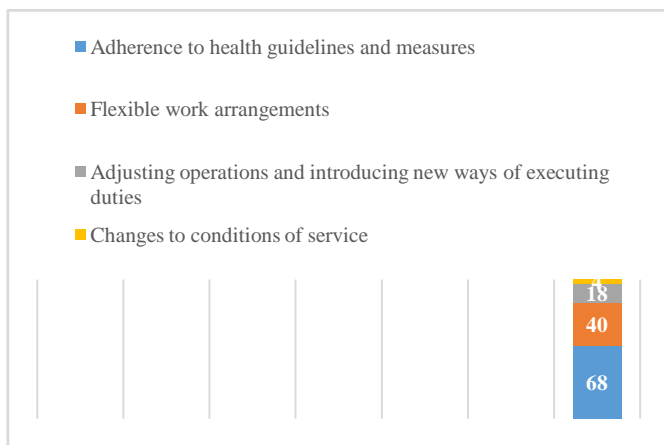 Adherence to health guidelines and measures
Flexible work arrangements
Adjusting operations and introducing new ways of executing
duties
Changes to conditions of service
4
18
40
68